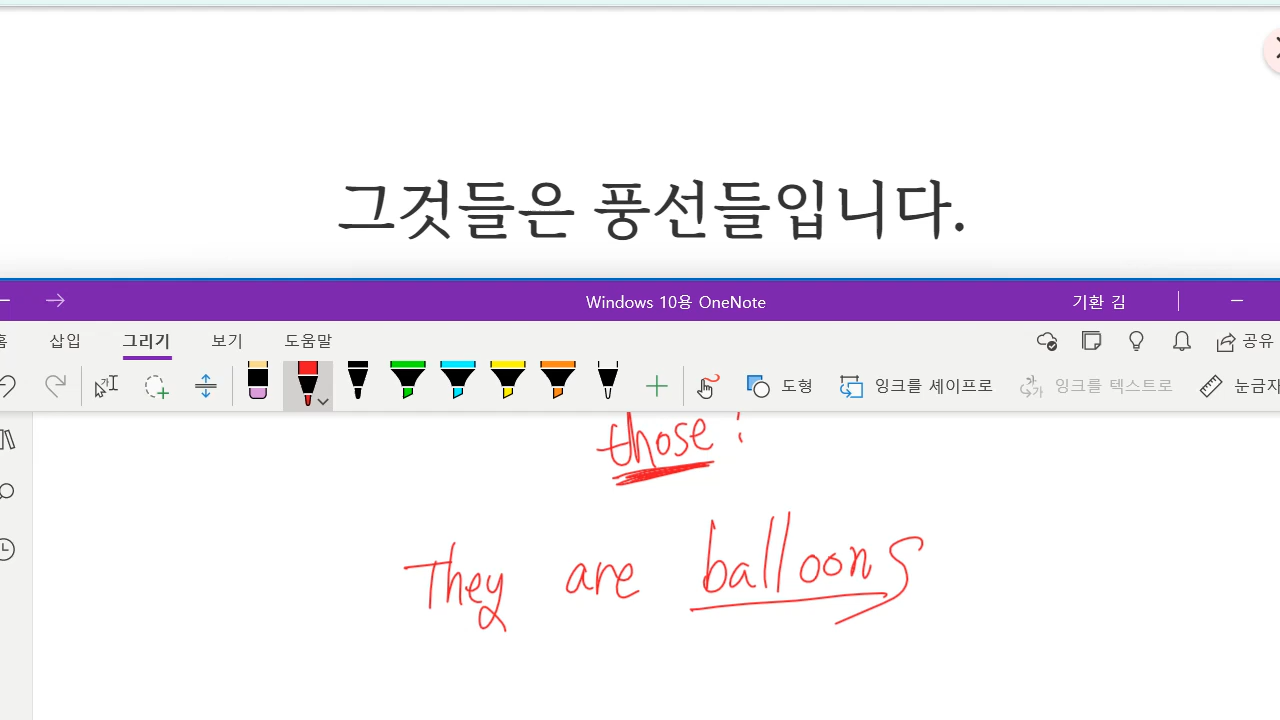 그것들은 풍선들입니다.
Windows 10용 OneNote
기환 김
삽입 그리기 보기 도움말
공유
도형 잉크를 셰이프로 잉크를 텍스트로
those?
They are balloons